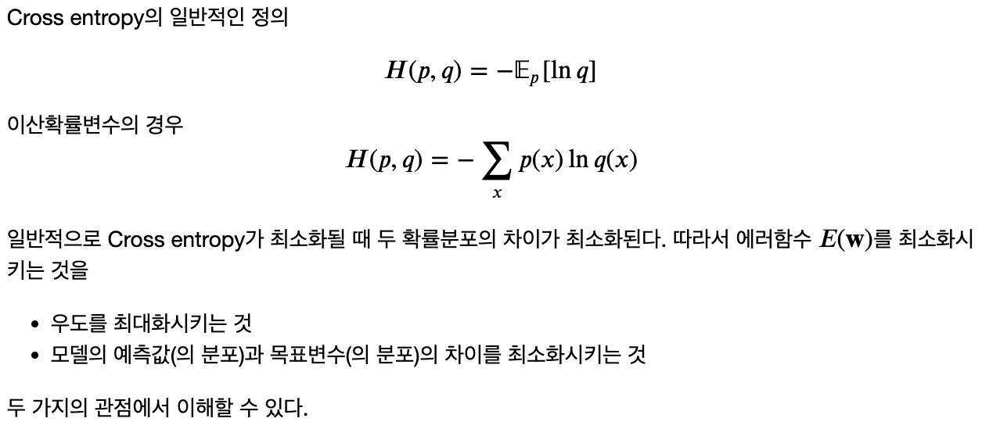 Cross entropy의 일반적인 정의
H(p, q) = −𝔼ₚ[ln q]
이산확률변수의 경우
H(p, q) = − ∑ p(x) ln q(x)
x
일반적으로 Cross entropy가 최소화될 때 두 확률분포의 차이가 최소화된다. 따라서 에러함수 E(w)를 최소화시
키는 것을
• 우도를 최대화시키는 것
• 모델의 예측값(의 분포)과 목표변수(의 분포)의 차이를 최소화시키는 것
두 가지의 관점에서 이해할 수 있다.